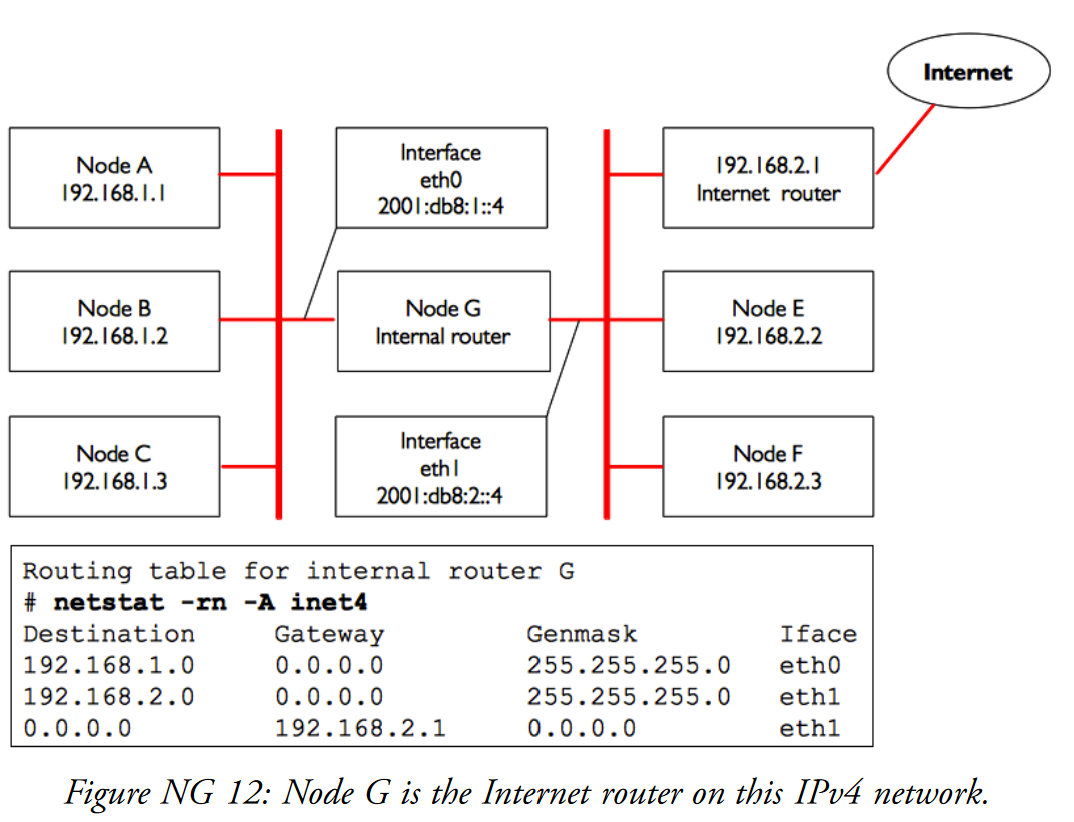 Internet
Node A
192.168.1.1
Interface
eth0
2001:db8:1::4
192.168.2.1
Internet router
Node B
192.168.1.2
Node G
Internal router
Node E
192.168.2.2
Node C
192.168.1.3
Interface
eth1
2001:db8:2::4
Node F
192.168.2.3
Routing table for internal router G
# netstat -rn -A inet4
Destination Gateway Genmask Iface
192.168.1.0 0.0.0.0 255.255.255.0 eth0
192.168.2.0 0.0.0.0 255.255.255.0 eth1
0.0.0.0 192.168.2.1 0.0.0.0 eth1
Figure NG 12: Node G is the Internet router on this IPv4 network.